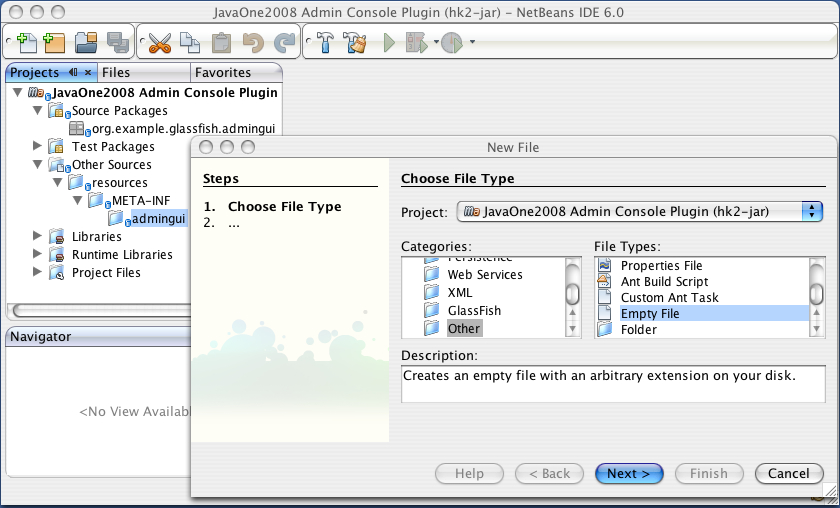 JavaOne2008 Admin Console Plugin (hk2-jar) – NetBeans IDE 6.0
Projects
Files
Favorites
JavaOne2008 Admin Console Plugin
Source Packages
org.example.glassfish.admingui
Test Packages
Other Sources
resources
META-INF
admingui
Libraries
Runtime Libraries
Project Files
Navigator
<No View Availab
New File
Steps
1. Choose File Type
2. ...
Choose File Type
Project: JavaOne2008 Admin Console Plugin (hk2-jar)
Categories:
Persistence
Web Services
XML
GlassFish
Other
File Types:
Properties File
Ant Build Script
Custom Ant Task
Empty File
Folder
Description:
Creates an empty file with an arbitrary extension on your disk.
Help
< Back
Next >
Finish
Cancel